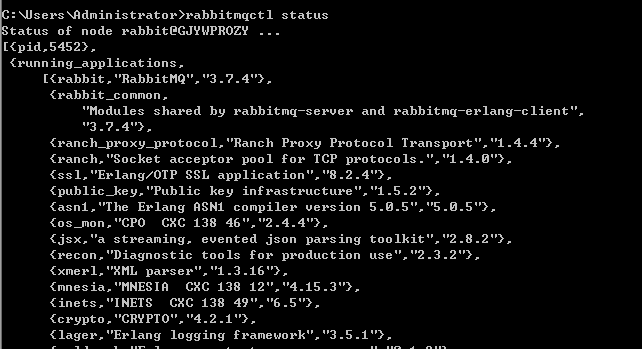 C:\Users\Administrator>rabbitmqctl status
Status of node rabbit@GJYWPROZY ...
[{pid,5452},
 {running_applications,
     [{rabbit,"RabbitMQ","3.7.4"},
      {rabbit_common,
          "Modules shared by rabbitmq-server and rabbitmq-erlang-client",
          "3.7.4"},
      {ranch_proxy_protocol,"Ranch Proxy Protocol Transport","1.4.4"},
      {ranch,"Socket acceptor pool for TCP protocols.","1.4.0"},
      {ssl,"Erlang/OTP SSL application","8.2.4"},
      {public_key,"Public key infrastructure","1.5.2"},
      {asn1,"The Erlang ASN1 compiler version 5.0.5","5.0.5"},
      {os_mon,"CPO  CXC 138 46","2.4.4"},
      {jsx,"a streaming, evented json parsing toolkit","2.8.2"},
      {recon,"Diagnostic tools for production use","2.3.2"},
      {xmerl,"XML parser","1.3.16"},
      {mnesia,"MNESIA  CXC 138 12","4.15.3"},
      {inets,"INETS  CXC 138 49","6.5"},
      {crypto,"CRYPTO","4.2.1"},
      {lager,"Erlang logging framework","3.5.1"},